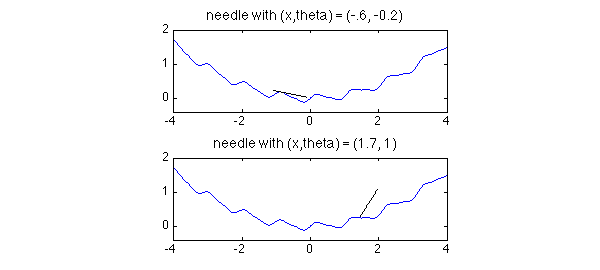 needle with (x,theta) = (-.6, -0.2)
2
1
0
-4 -2 0 2 4
needle with (x,theta) = (1.7, 1)
2
1
0
-4 -2 0 2 4